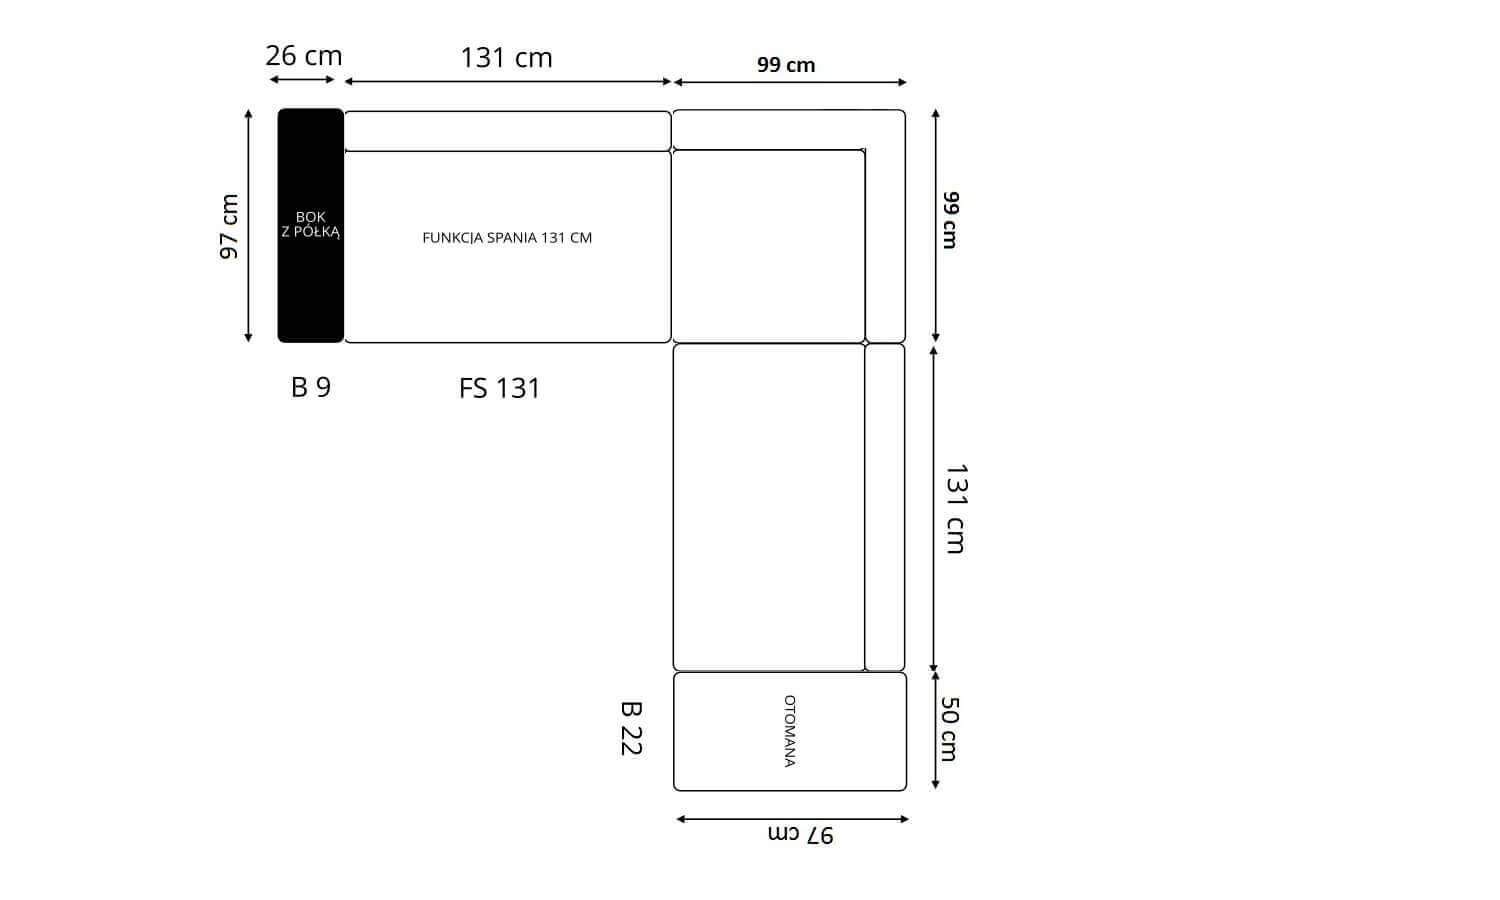 26 cm
131 cm
99 cm
97 cm
BOK
Z PÓŁKĄ
FUNKCJA SPANIA 131 CM
99 cm
B 9
FS 131
131 cm
B 22
OTOMANA
50 cm
97 cm